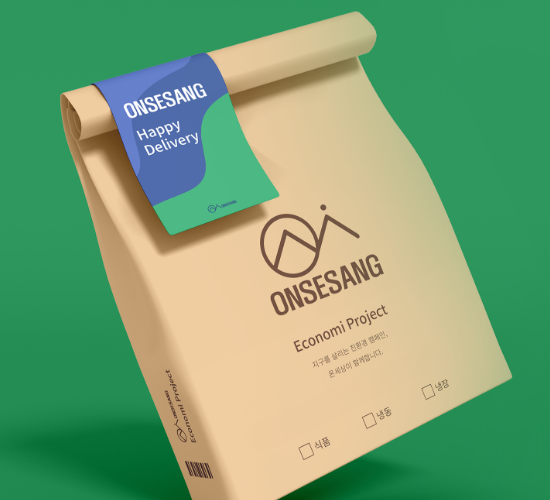 ONSESANG
Happy
Delivery
ONSESANG
Economi Project
지구를 살리는 친환경 캠페인,
온세상이 함께합니다.
식품
냉동
냉장
ONSESANG
Economi Project